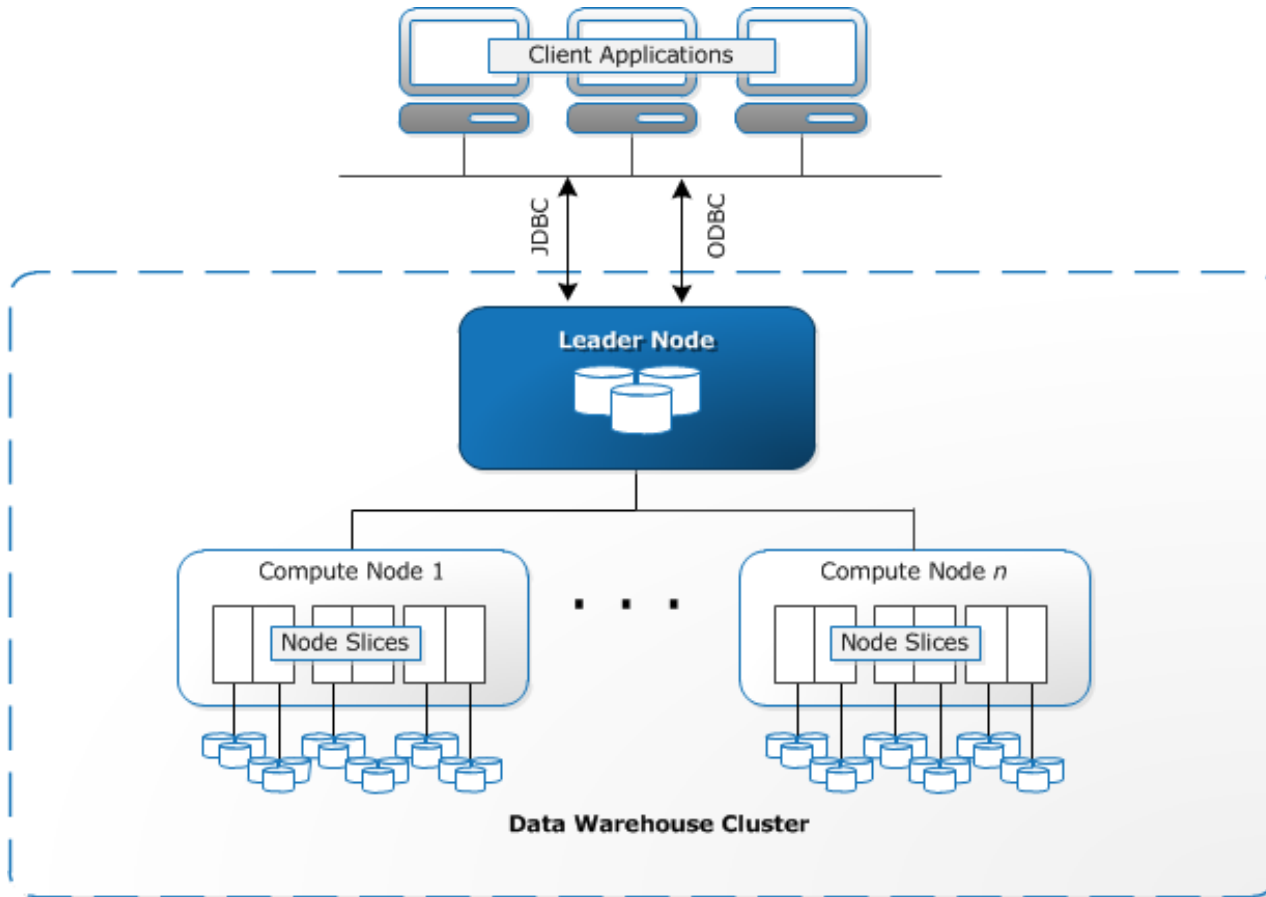 Client Applications
JDBC
ODBC
Leader Node
Compute Node 1
Compute Node n
Node Slices
Node Slices
Data Warehouse Cluster